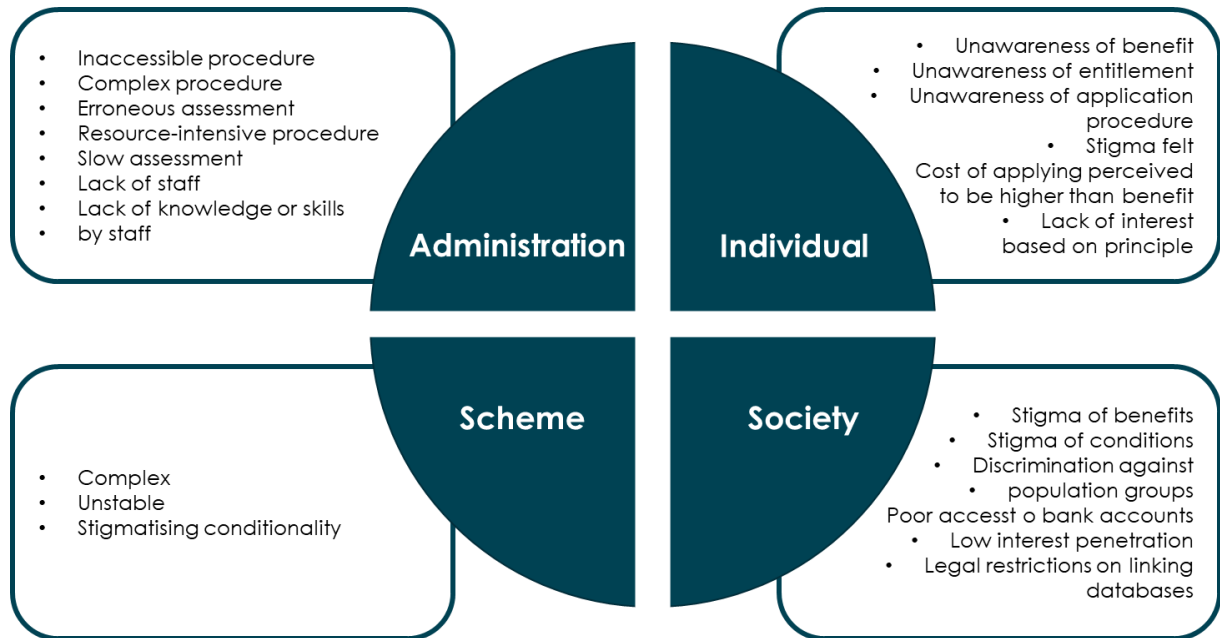 • Inaccessible procedure
• Complex procedure
• Erroneous assessment
• Resource-intensive procedure
• Slow assessment
• Lack of staff
• Lack of knowledge or skills
• by staff
Administration
• Unawareness of benefit
• Unawareness of entitlement
• Unawareness of application
procedure
• Stigma felt
Cost of applying perceived
to be higher than benefit
• Lack of interest
based on principle
Individual
• Complex
• Unstable
• Stigmatising conditionality
Scheme
Society
• Stigma of benefits
• Stigma of conditions
• Discrimination against
• population groups
Poor accesst o bank accounts
• Low interest penetration
• Legal restrictions on linking
databases